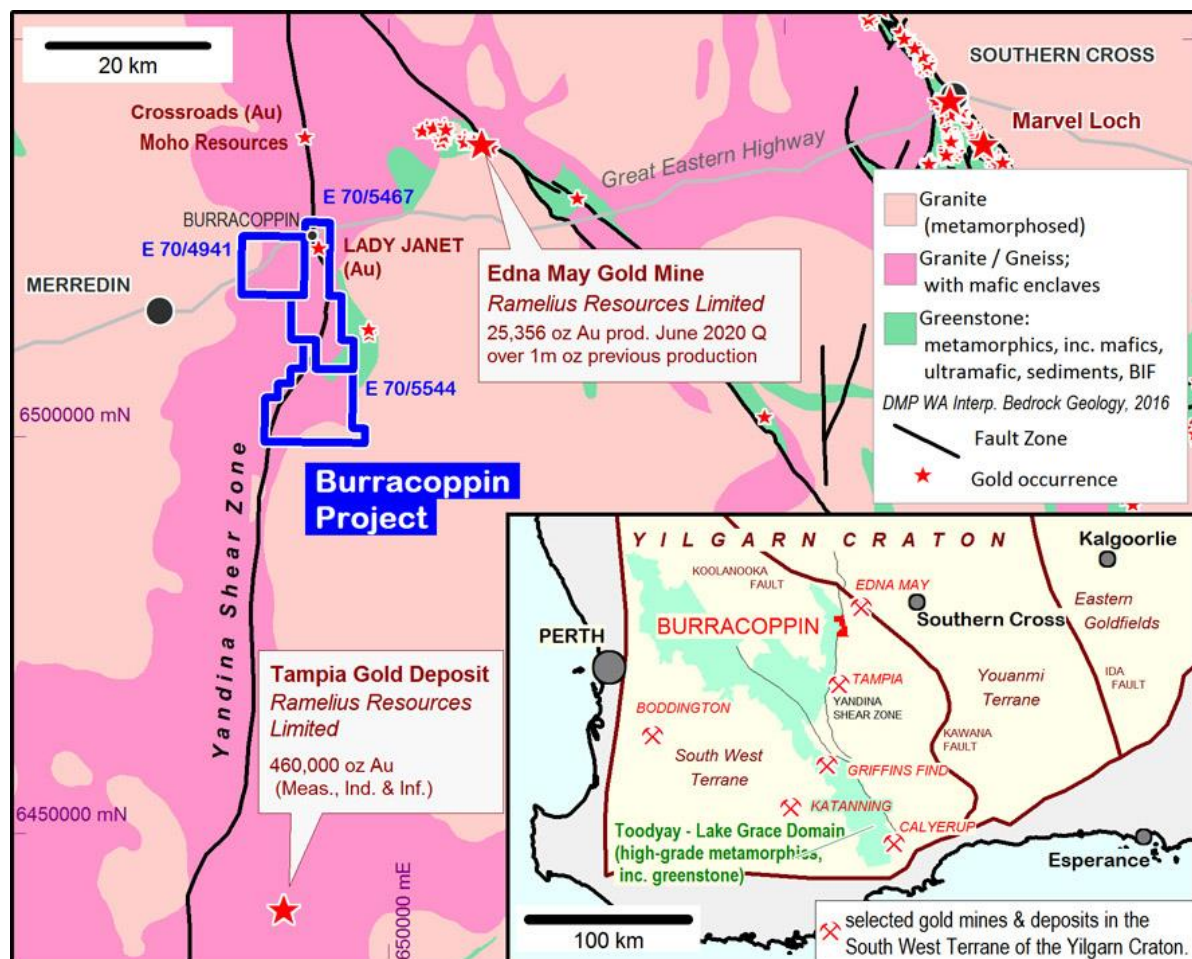 20 km
SOUTHERN CROSS
Crossroads (Au)
Moho Resources
Marvel Loch
Great Eastern Highway
E 70/5467
BURRACOPPIN
E 70/4941
LADY JANET
(Au)
MERREDIN
Edna May Gold Mine
Ramelius Resources Limited
25,356 oz Au prod. June 2020 Q
over 1m oz previous production
Granite
(metamorphosed)
Granite / Gneiss;
with mafic enclaves
Greenstone:
metamorphics, inc. mafics,
ultramafic, sediments, BIF
DMP WA Interp. Bedrock Geology, 2016
Fault Zone
Gold occurrence
E 70/5544
6500000 mN
Burracoppin
Project
Yandina Shear Zone
Tampia Gold Deposit
Ramelius Resources
Limited
460,000 oz Au
(Meas., Ind. & Inf.)
6450000 mN
650000 mE
YILGARN CRATON
Kalgoorlie
KOOLANOOKA
FAULT
EDNA MAY
Southern Cross
Eastern
Goldfields
BURRACOPPIN
PERTH
TAMPIA
YANDINA
SHEAR ZONE
Youanmi
Terrane
IDA
FAULT
BODDINGTON
KAWANA
FAULT
South West
Terrane
GRIFFINS FIND
KATANNING
CALYERUP
Toodyay - Lake Grace Domain
(high-grade metamorphics,
inc. greenstone)
Esperance
100 km
selected gold mines & deposits in the
South West Terrane of the Yilgarn Craton.